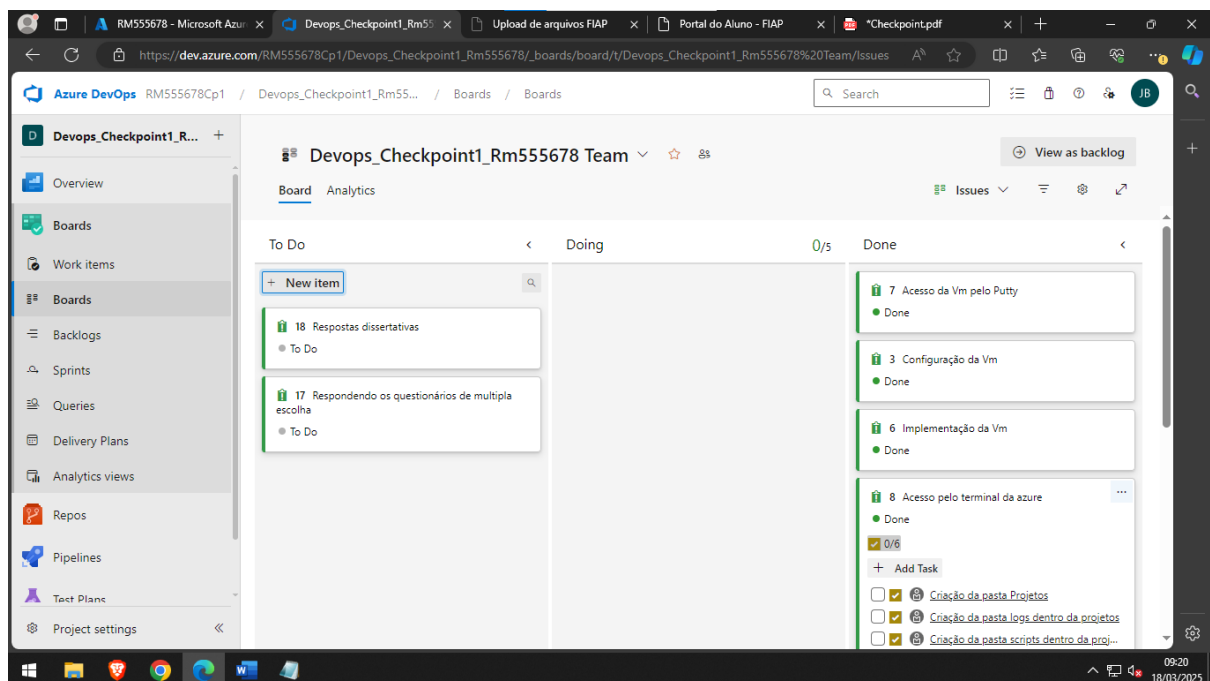 RM555678 - Microsoft Azur
Devops_Checkpoint1_Rm55
Upload de arquivos FIAP
Portal do Aluno - FIAP
*Checkpoint.pdf
https://dev.azure.com/RM555678Cp1/Devops_Checkpoint1_Rm555678/_boards/board/t/Devops_Checkpoint1_Rm555678%20Team/Issues
Azure DevOps RM555678Cp1 / Devops_Checkpoint1_Rm55... / Boards / Boards
Search
JB
D Devops_Checkpoint1_R... +
Overview
Boards
Work items
Boards
Backlogs
Sprints
Queries
Delivery Plans
Analytics views
Repos
Pipelines
Test Plans
Project settings
Devops_Checkpoint1_Rm555678 Team
View as backlog
Board Analytics
Issues
To Do
+ New item
18 Respostas dissertativas
To Do
17 Respondendo os questionários de multipla
escolha
To Do
Doing 0/5
Done
7 Acesso da Vm pelo Putty
Done
3 Configuração da Vm
Done
6 Implementação da Vm
Done
8 Acesso pelo terminal da azure
Done
0/6
+ Add Task
Criação da pasta Projetos
Criação da pasta logs dentro da projetos
Criação da pasta scripts dentro da proj...
09:20
18/03/2025